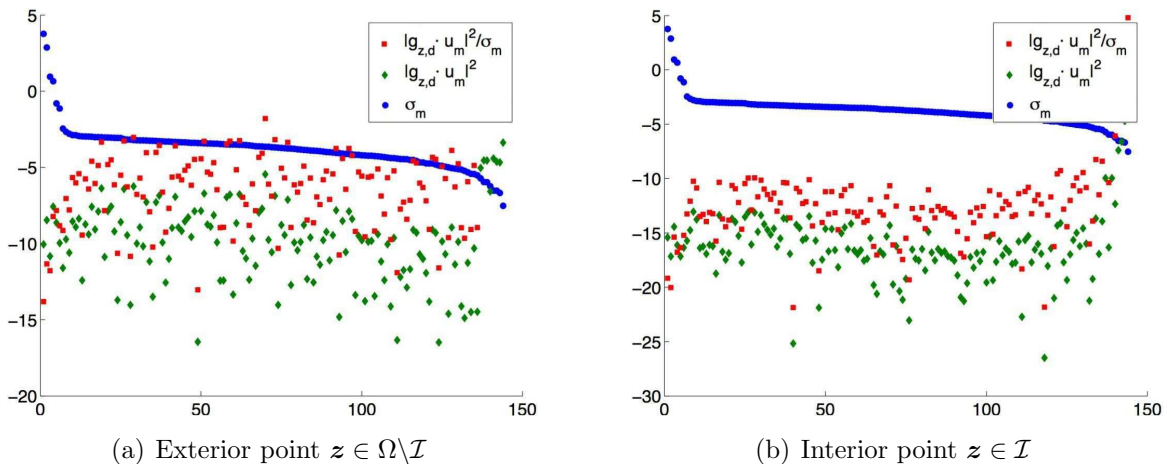 5
0
−5
−10
−15
−20
0
50
100
150
|g_{z,d}· u_m|²/σ_m
|g_{z,d}· u_m|²
σ_m
(a) Exterior point z ∈ Ω\I
5
0
−5
−10
−15
−20
−25
−30
0
50
100
150
|g_{z,d}· u_m|²/σ_m
|g_{z,d}· u_m|²
σ_m
(b) Interior point z ∈ I